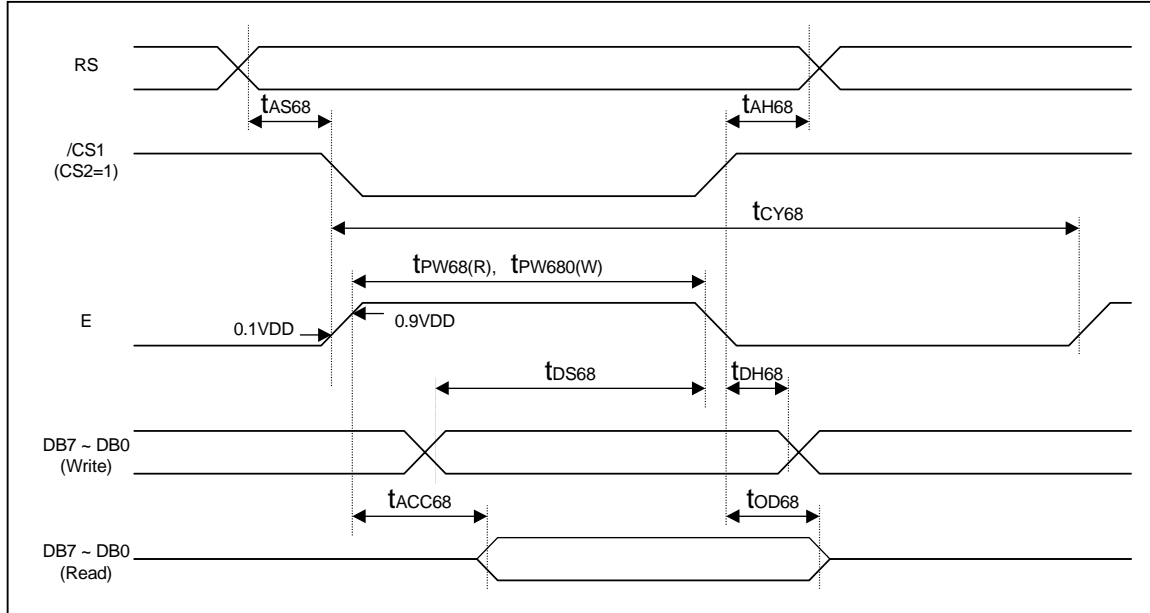 RS
tAS68
tAH68
/CS1
(CS2=1)
tCY68
tPW68(R), tPW680(W)
E
0.1VDD
0.9VDD
tDS68
tDH68
DB7 ~ DB0
(Write)
tACC68
tOD68
DB7 ~ DB0
(Read)